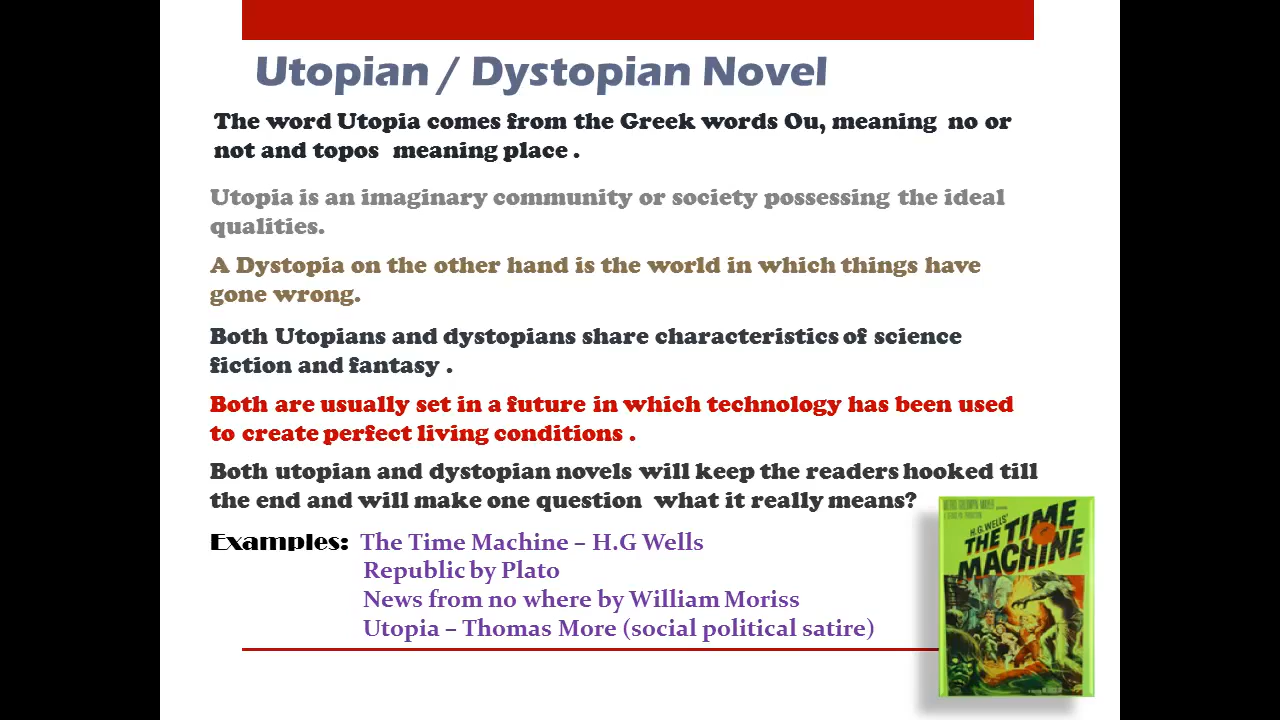 Utopian / Dystopian Novel
The word Utopia comes from the Greek words Ou, meaning no or
not and topos meaning place .
Utopia is an imaginary community or society possessing the ideal
qualities.
A Dystopia on the other hand is the world in which things have
gone wrong.
Both Utopians and dystopians share characteristics of science
fiction and fantasy .
Both are usually set in a future in which technology has been used
to create perfect living conditions .
Both utopian and dystopian novels will keep the readers hooked till
the end and will make one question what it really means?
Examples: The Time Machine – H.G Wells
Republic by Plato
News from no where by William Moriss
Utopia – Thomas More (social political satire)
H.G. WELLS'
THE TIME
MACHINE